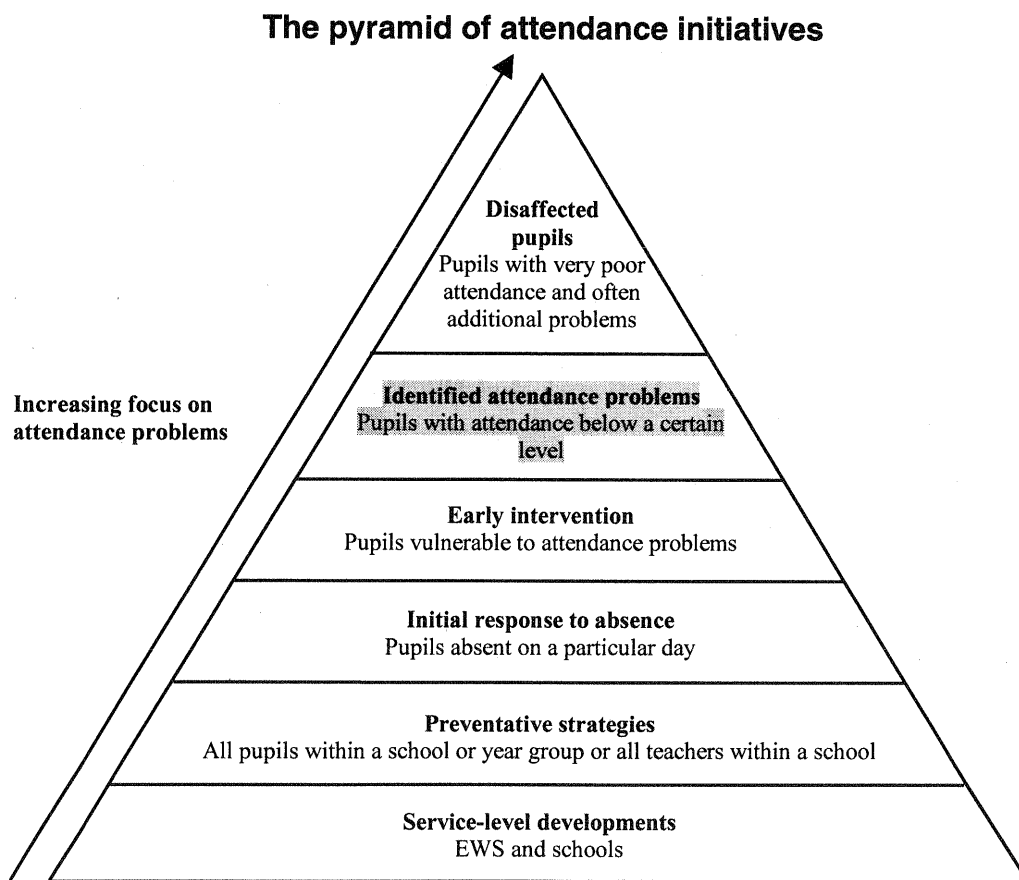 The pyramid of attendance initiatives
Disaffected
pupils
Pupils with very poor
attendance and often
additional problems
Increasing focus on
attendance problems
Identified attendance problems
Pupils with attendance below a certain
level
Early intervention
Pupils vulnerable to attendance problems
Initial response to absence
Pupils absent on a particular day
Preventative strategies
All pupils within a school or year group or all teachers within a school
Service-level developments
EWS and schools